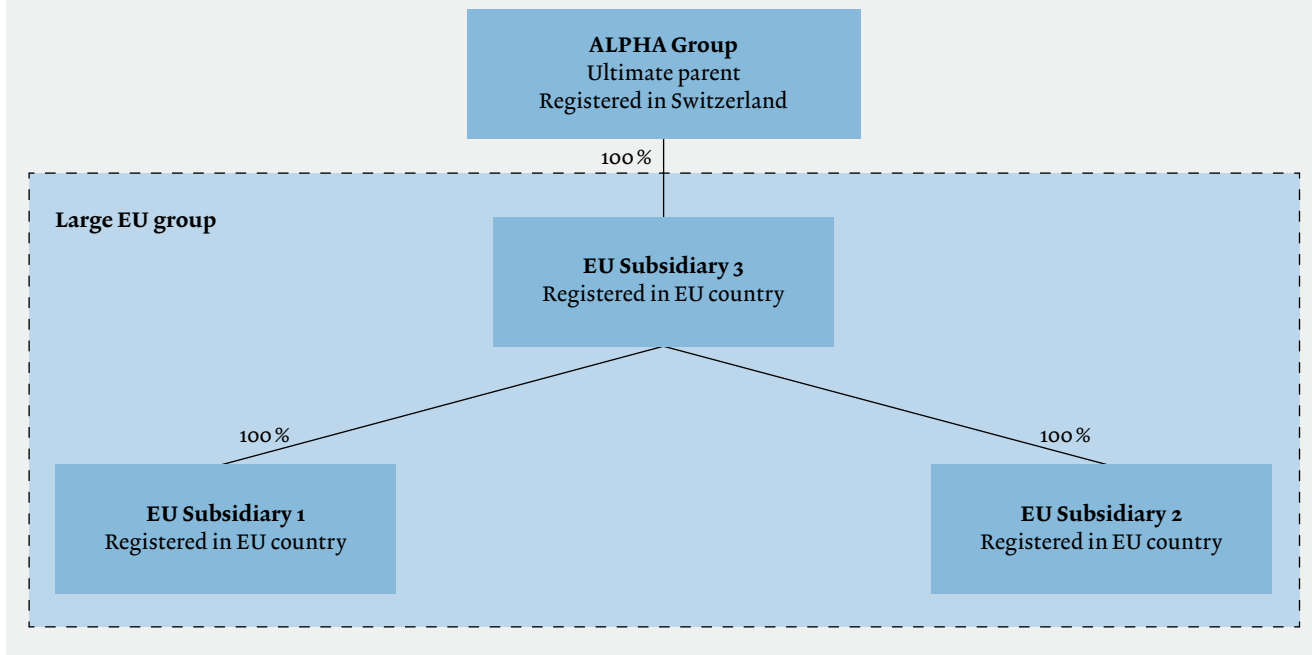 ALPHA Group
Ultimate parent
Registered in Switzerland
100 %
Large EU group
EU Subsidiary 3
Registered in EU country
100 %
100 %
EU Subsidiary 1
Registered in EU country
EU Subsidiary 2
Registered in EU country